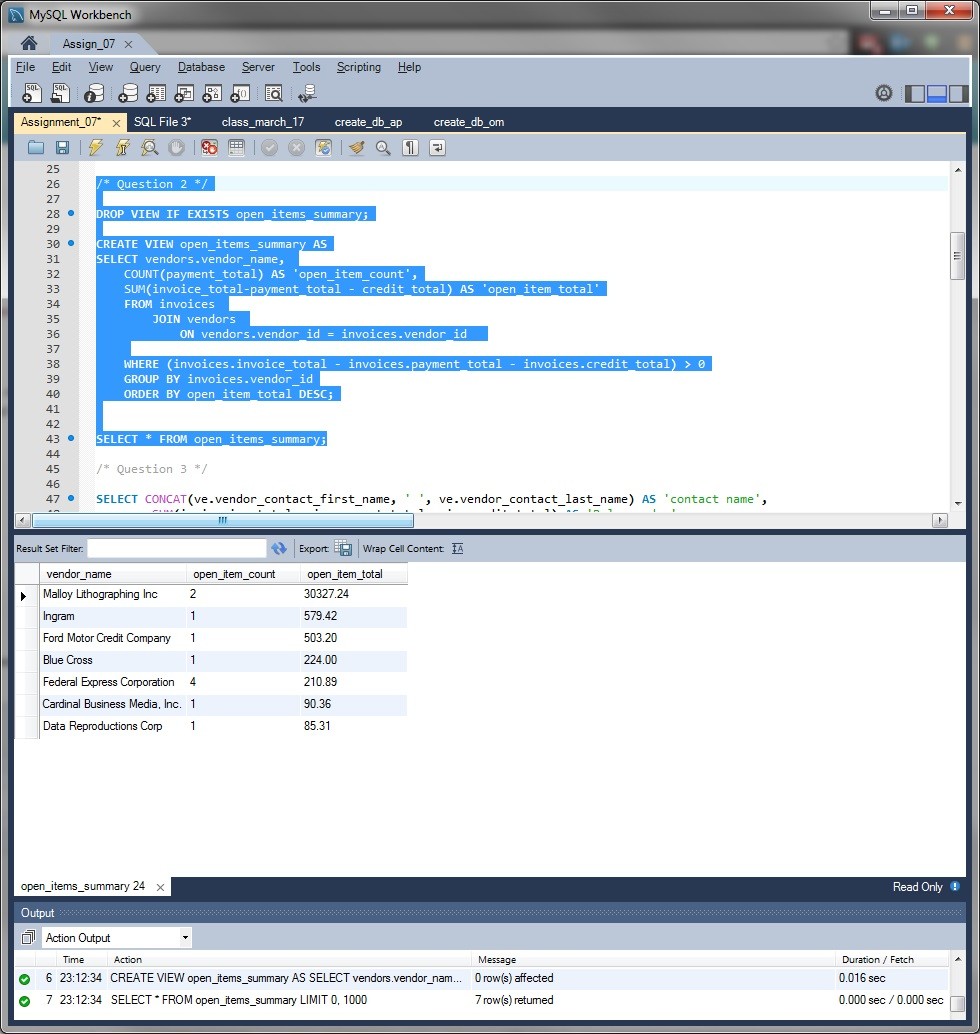 MySQL Workbench
Assign_07
File Edit View Query Database Server Tools Scripting Help
Assignment_07* SQL File 3* class_march_17 create_db_ap create_db_om
25
26 /* Question 2 */
27
28 DROP VIEW IF EXISTS open_items_summary;
29
30 CREATE VIEW open_items_summary AS
31 SELECT vendors.vendor_name,
32 COUNT(payment_total) AS 'open_item_count',
33 SUM(invoice_total-payment_total - credit_total) AS 'open_item_total'
34 FROM invoices
35 JOIN vendors
36 ON vendors.vendor_id = invoices.vendor_id
37
38 WHERE (invoices.invoice_total - invoices.payment_total - invoices.credit_total) > 0
39 GROUP BY invoices.vendor_id
40 ORDER BY open_item_total DESC;
41
42
43 SELECT * FROM open_items_summary;
44
45 /* Question 3 */
46
47 SELECT CONCAT(ve.vendor_contact_first_name, ' ', ve.vendor_contact_last_name) AS 'contact name',
Result Set Filter: Export: Wrap Cell Content:
vendor_name open_item_count open_item_total
Malloy Lithographing Inc 2 30327.24
Ingram 1 579.42
Ford Motor Credit Company 1 503.20
Blue Cross 1 224.00
Federal Express Corporation 4 210.89
Cardinal Business Media, Inc. 1 90.36
Data Reproductions Corp 1 85.31
open_items_summary 24 Read Only
Output
Action Output
Time Action Message Duration / Fetch
6 23:12:34 CREATE VIEW open_items_summary AS SELECT vendors.vendor_nam... 0 row(s) affected 0.016 sec
7 23:12:34 SELECT * FROM open_items_summary LIMIT 0, 1000 7 row(s) returned 0.000 sec / 0.000 sec